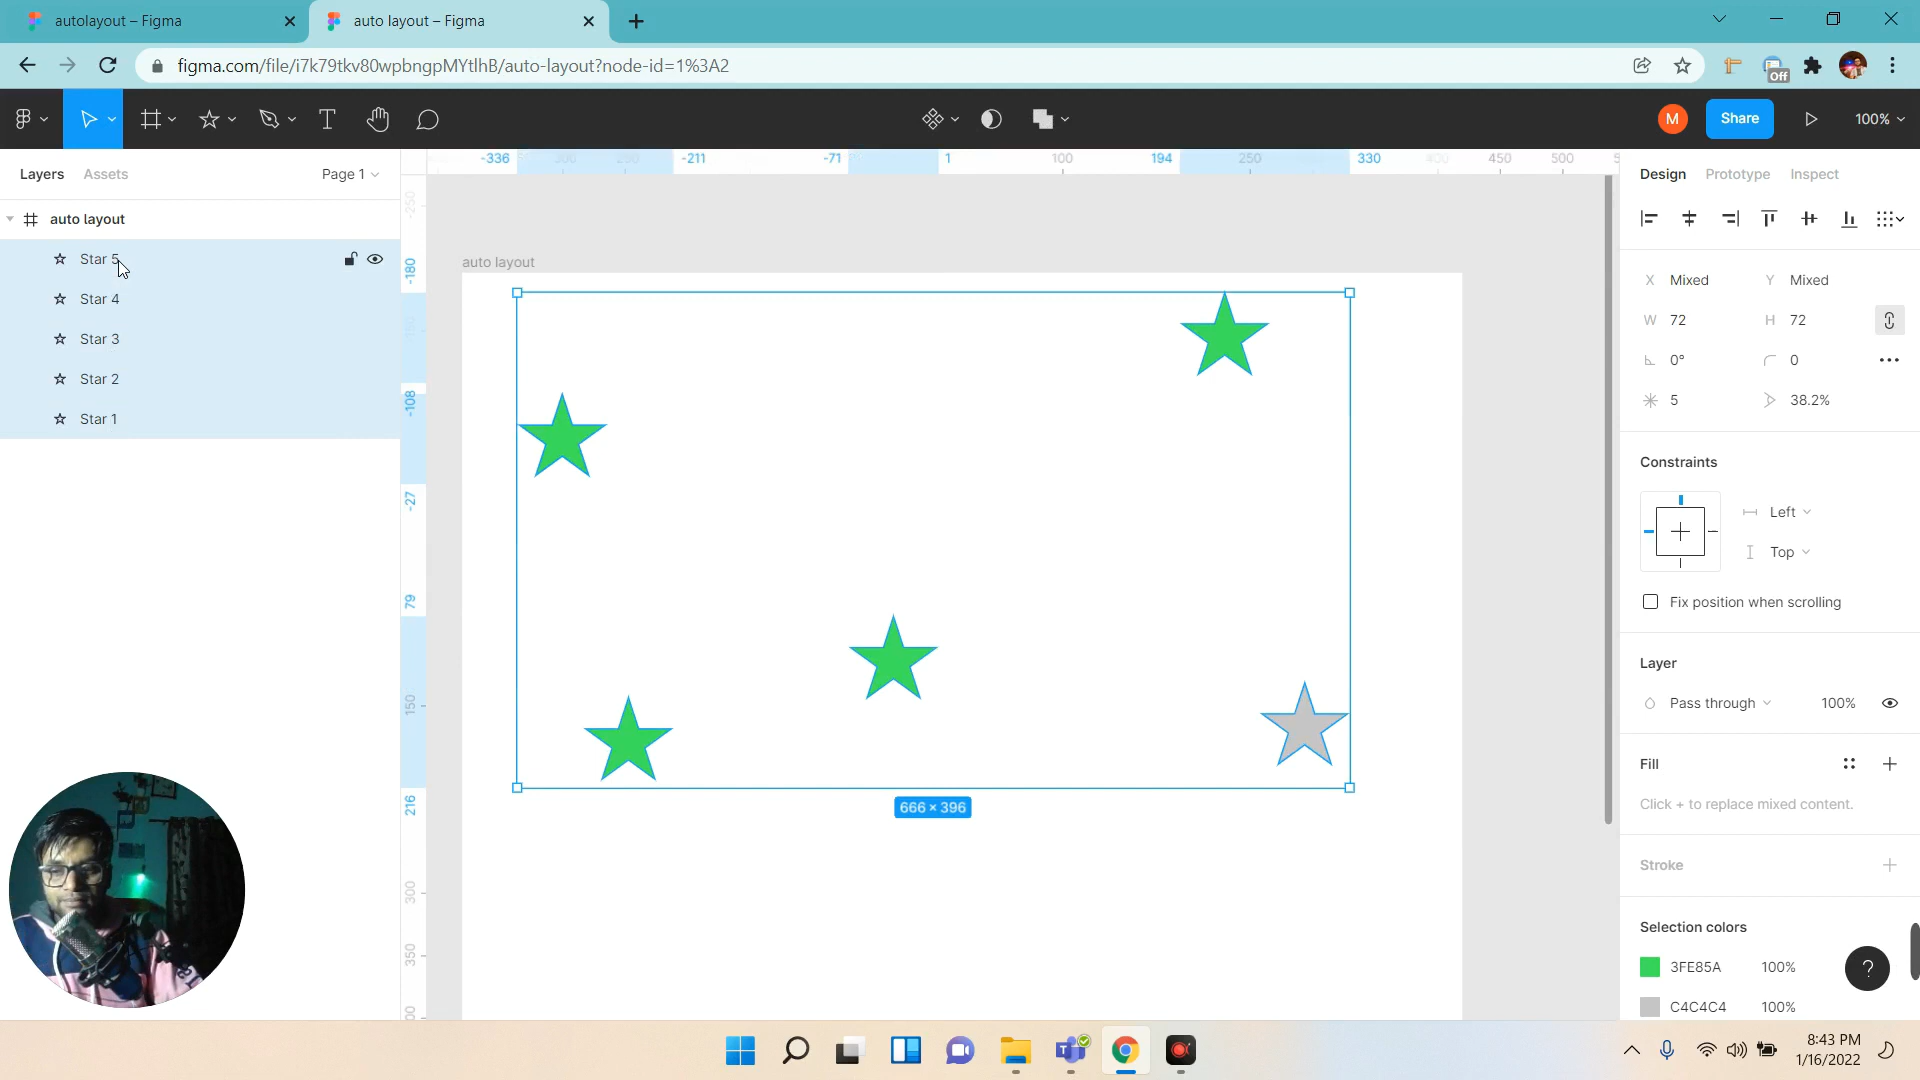 autolayout – Figma
auto layout – Figma
figma.com/file/i7k79tkv80wpbngpMYtlhB/auto-layout?node-id=1%3A2
Off
M
Share
100%
Layers
Assets
Page 1
auto layout
Star 5
Star 4
Star 3
Star 2
Star 1
-336
-211
-71
1
100
194
250
330
400
450
500
-250
-180
-108
-27
79
150
216
300
350
auto layout
666 × 396
Design
Prototype
Inspect
X Mixed
Y Mixed
W 72
H 72
0°
0
5
38.2%
Constraints
Left
Top
Fix position when scrolling
Layer
Pass through
100%
Fill
Click + to replace mixed content.
Stroke
Selection colors
3FE85A 100%
C4C4C4 100%
?
8:43 PM
1/16/2022